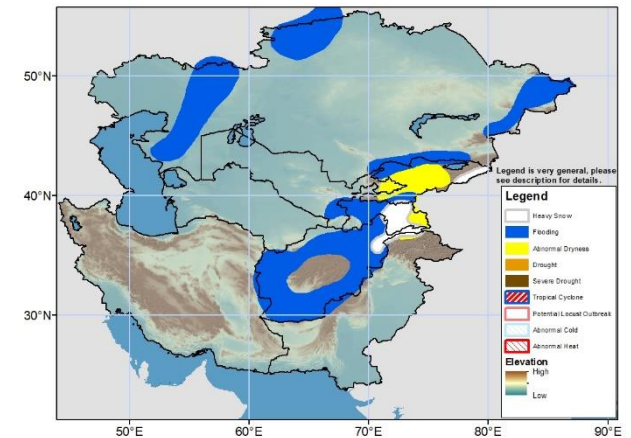 50°N
40°N
30°N
50°E
60°E
70°E
80°E
90°E
Legend is very general, please
see description for details.
Legend
Heavy Snow
Flooding
Abnormal Dryness
Drought
Severe Drought
Tropical Cyclone
Potential Locust Outbreak
Abnormal Cold
Abnormal Heat
Elevation
High
Low